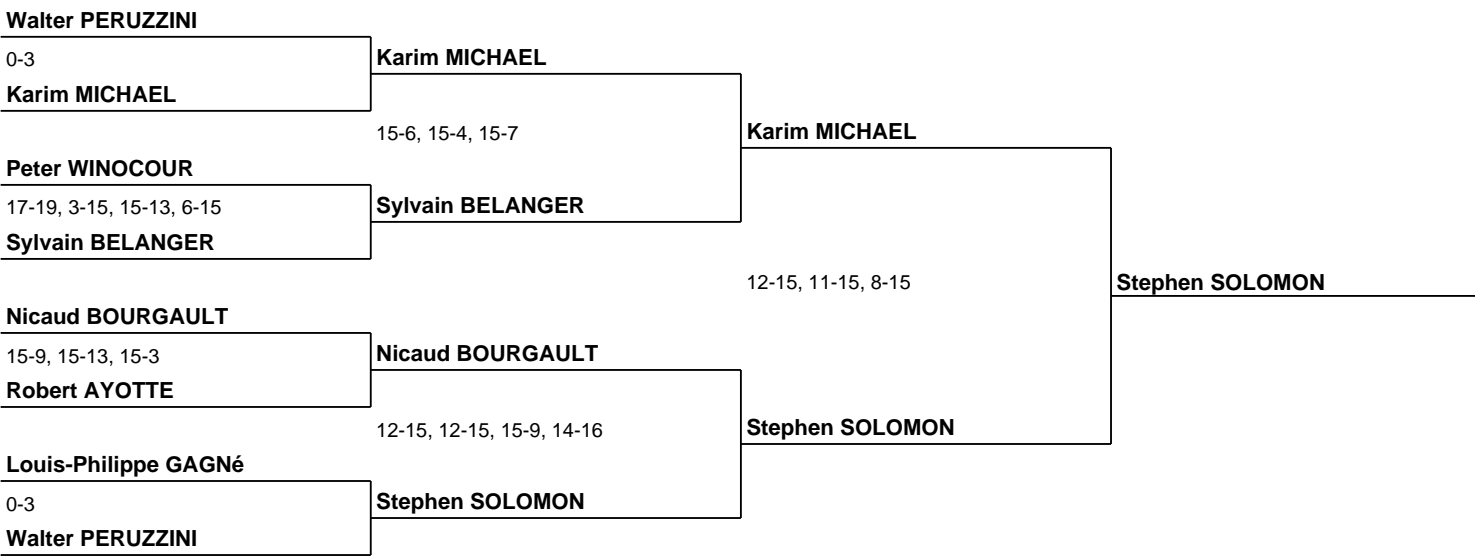 Walter PERUZZINI
0-3
Karim MICHAEL
Karim MICHAEL
15-6, 15-4, 15-7
Karim MICHAEL
Peter WINOCOUR
17-19, 3-15, 15-13, 6-15
Sylvain BELANGER
Sylvain BELANGER
12-15, 11-15, 8-15
Stephen SOLOMON
Nicaud BOURGAULT
15-9, 15-13, 15-3
Nicaud BOURGAULT
Robert AYOTTE
12-15, 12-15, 15-9, 14-16
Stephen SOLOMON
Louis-Philippe GAGNé
0-3
Stephen SOLOMON
Walter PERUZZINI